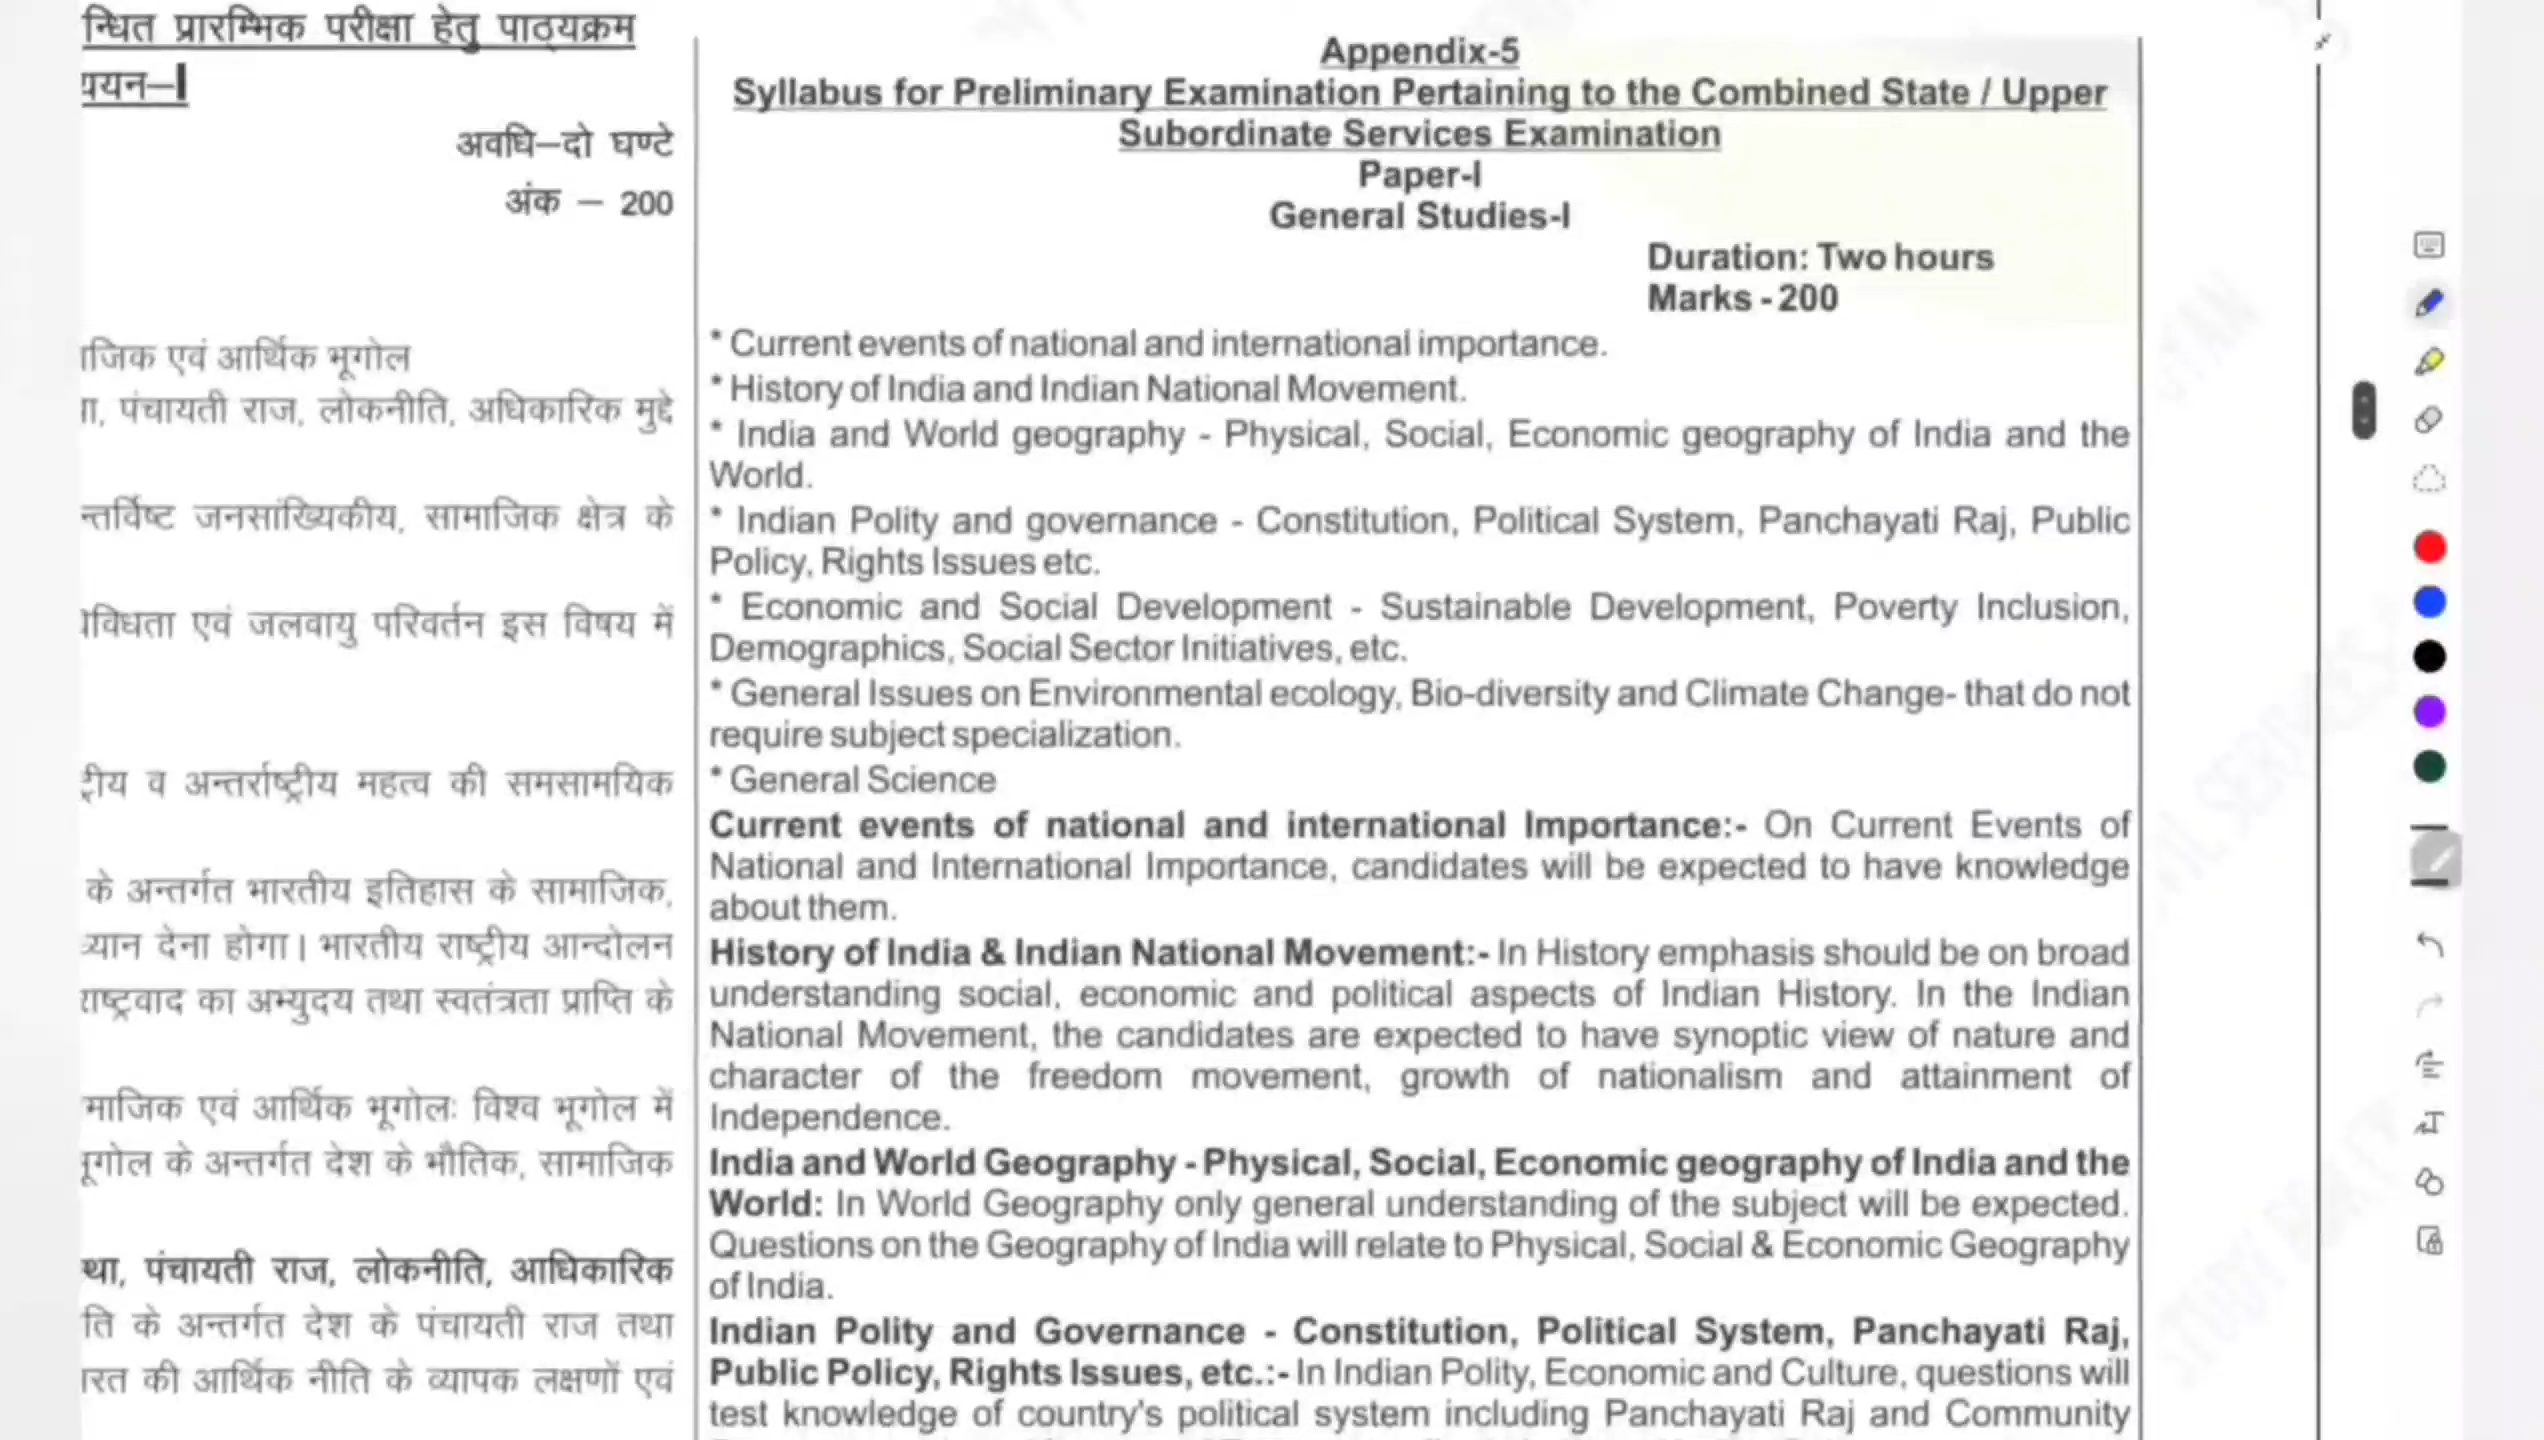 न्धित प्रारम्भिक परीक्षा हेतु पाठ्यक्रम
ययन–I
अवधि–दो घण्टे
अंक – 200
जिक एवं आर्थिक भूगोल
पंचायती राज, लोकनीति, अधिकारिक मुद्दे
न्तर्विष्ट जनसांख्यिकीय, सामाजिक क्षेत्र के
विधता एवं जलवायु परिवर्तन इस विषय में
ट्रीय व अन्तर्राष्ट्रीय महत्व की समसामयिक
के अन्तर्गत भारतीय इतिहास के सामाजिक,
ध्यान देना होगा। भारतीय राष्ट्रीय आन्दोलन
राष्ट्रवाद का अभ्युदय तथा स्वतंत्रता प्राप्ति के
माजिक एवं आर्थिक भूगोलः विश्व भूगोल में
भूगोल के अन्तर्गत देश के भौतिक, सामाजिक
था, पंचायती राज, लोकनीति, आधिकारिक
ति के अन्तर्गत देश के पंचायती राज तथा
रत की आर्थिक नीति के व्यापक लक्षणों एवं
Appendix-5
Syllabus for Preliminary Examination Pertaining to the Combined State / Upper
Subordinate Services Examination
Paper-I
General Studies-I
Duration: Two hours
Marks - 200
* Current events of national and international importance.
* History of India and Indian National Movement.
* India and World geography - Physical, Social, Economic geography of India and the
World.
* Indian Polity and governance - Constitution, Political System, Panchayati Raj, Public
Policy, Rights Issues etc.
* Economic and Social Development - Sustainable Development, Poverty Inclusion,
Demographics, Social Sector Initiatives, etc.
* General Issues on Environmental ecology, Bio-diversity and Climate Change- that do not
require subject specialization.
* General Science
Current events of national and international Importance:- On Current Events of
National and International Importance, candidates will be expected to have knowledge
about them.
History of India & Indian National Movement:- In History emphasis should be on broad
understanding social, economic and political aspects of Indian History. In the Indian
National Movement, the candidates are expected to have synoptic view of nature and
character of the freedom movement, growth of nationalism and attainment of
Independence.
India and World Geography - Physical, Social, Economic geography of India and the
World: In World Geography only general understanding of the subject will be expected.
Questions on the Geography of India will relate to Physical, Social & Economic Geography
of India.
Indian Polity and Governance - Constitution, Political System, Panchayati Raj,
Public Policy, Rights Issues, etc.:- In Indian Polity, Economic and Culture, questions will
test knowledge of country's political system including Panchayati Raj and Community